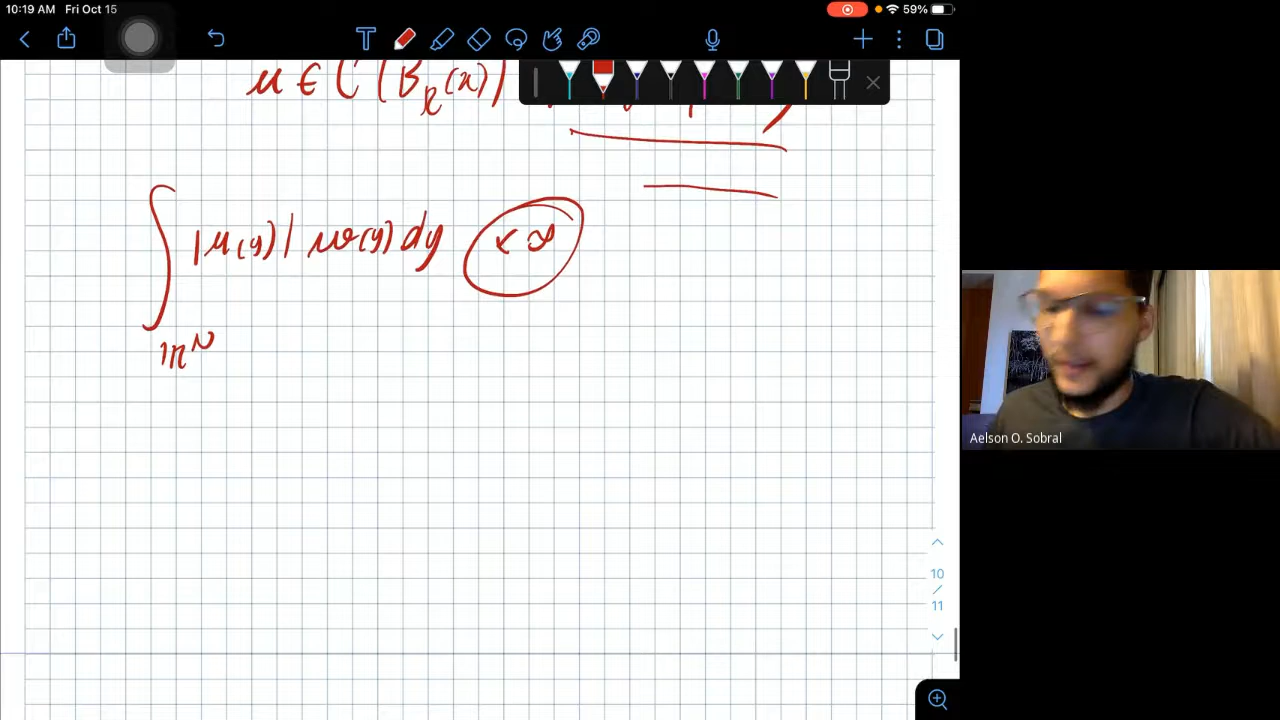 10:19 AM Fri Oct 15
59%
u ∈ C (B_R(x))
∫_{ℝ^N} |u(y)| w(y) dy < ∞
Aelson O. Sobral
10
/
11